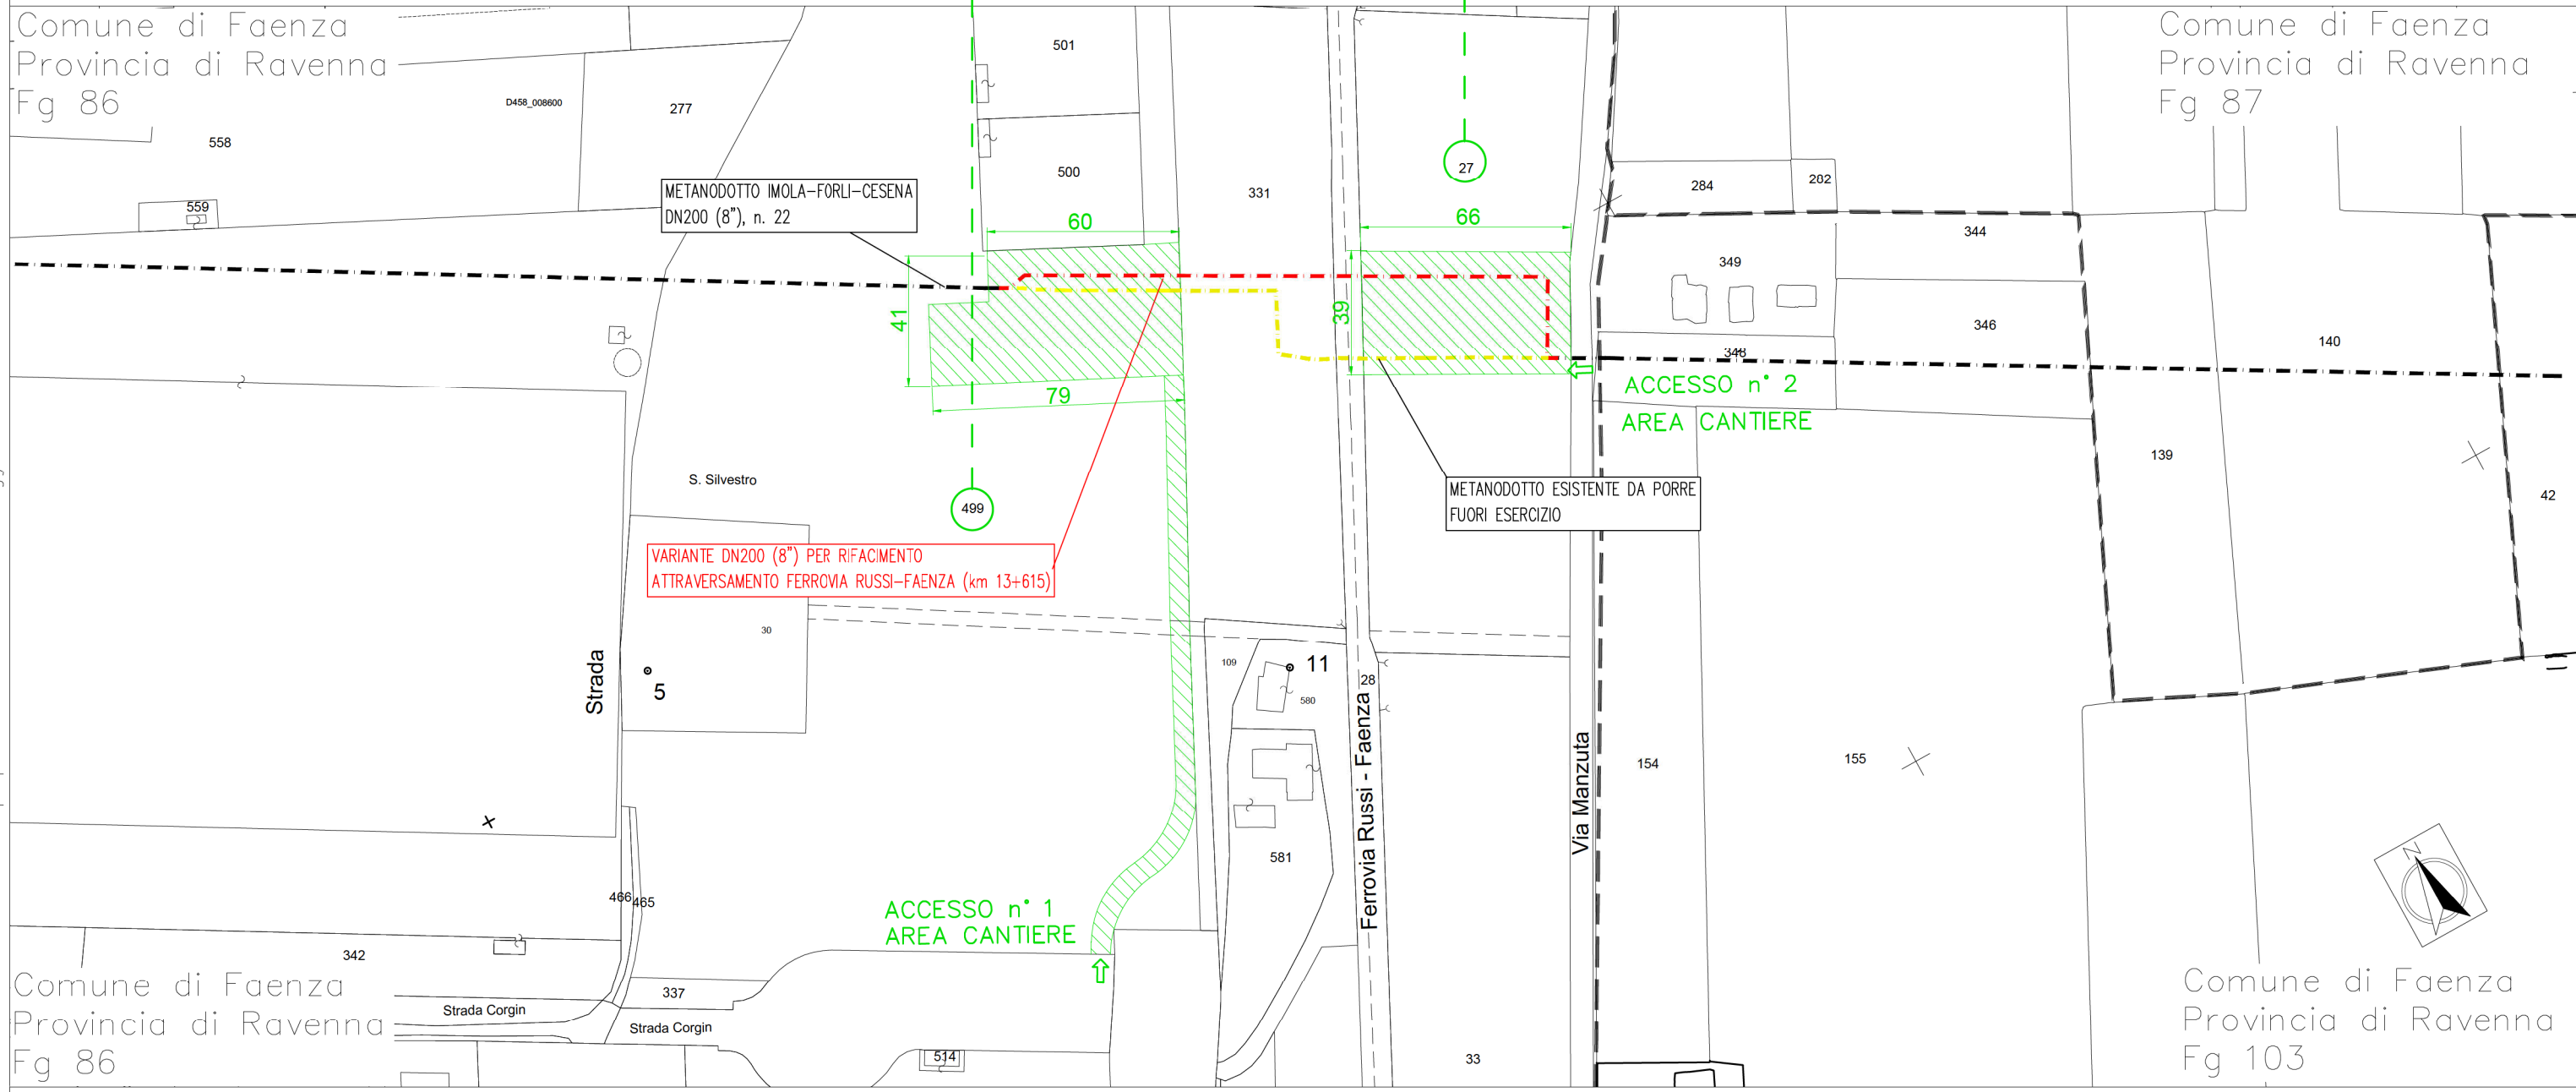 Comune di Faenza
Provincia di Ravenna
Fg 86
Comune di Faenza
Provincia di Ravenna
Fg 87
501
D458_008600
277
558
500
27
331
284
202
559
METANODOTTO IMOLA-FORLI-CESENA
DN200 (8"), n. 22
60
66
344
349
41
39
346
348
140
79
ACCESSO n° 2
AREA CANTIERE
139
S. Silvestro
METANODOTTO ESISTENTE DA PORRE
FUORI ESERCIZIO
42
499
VARIANTE DN200 (8") PER RIFACIMENTO
ATTRAVERSAMENTO FERROVIA RUSSI-FAENZA (km 13+615)
30
Strada
5
109
11
28
580
Ferrovia Russi - Faenza
Via Manzuta
154
155
581
N
466
465
ACCESSO n° 1
AREA CANTIERE
342
337
Strada Corgin
Strada Corgin
514
33
Comune di Faenza
Provincia di Ravenna
Fg 86
Comune di Faenza
Provincia di Ravenna
Fg 103